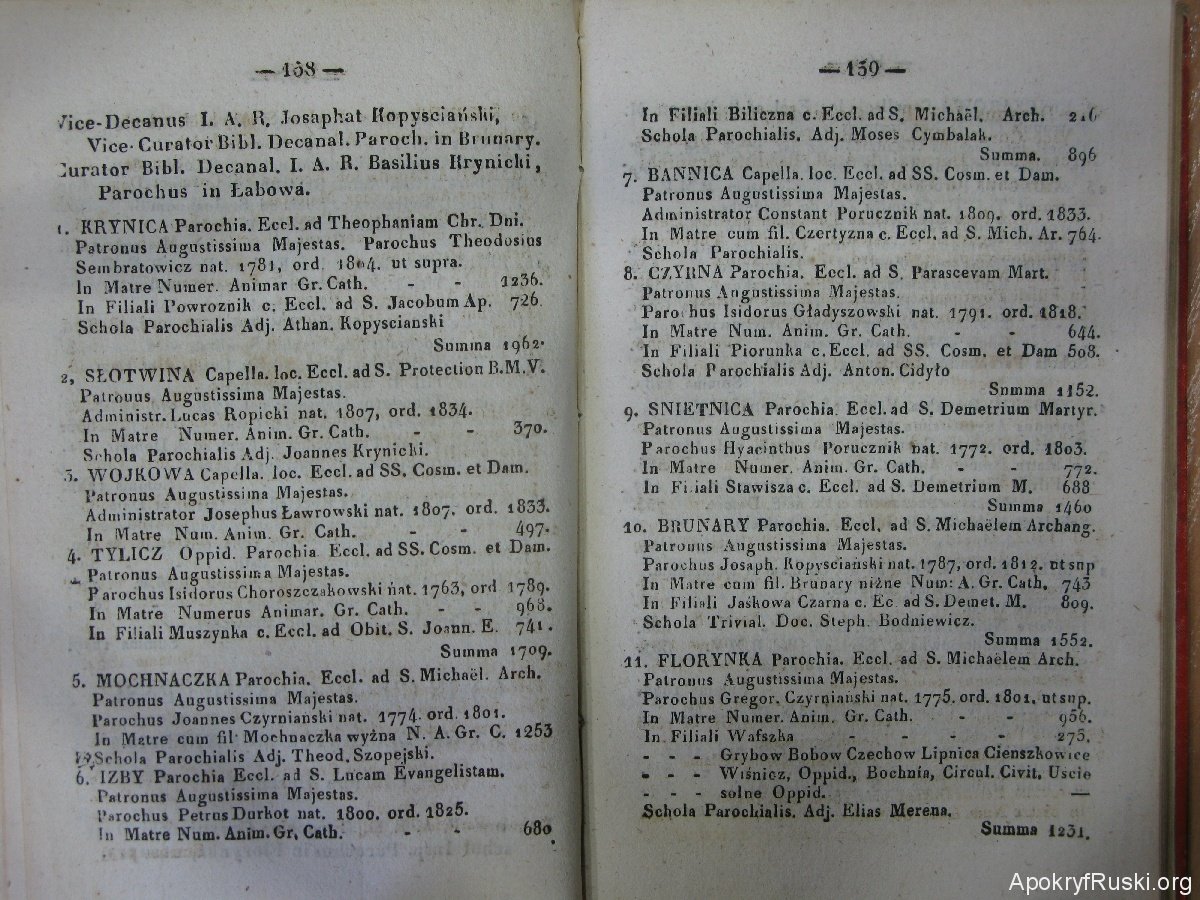 — 158 —
Vice-Decanus I. A. R. Josaphat Kopysciański,
Vice-Curator Bibl. Decanal. Paroch. in Brunary.
Curator Bibl. Decanal. I. A. R. Basilius Krynicki,
Parochus in Łabowa.
1. KRYNICA Parochia. Eccl. ad Theophaniam Chr. Dni.
Patronus Augustissima Majestas. Parochus Theodosius
Sembratowicz nat. 1781, ord. 1804. ut supra.
In Matre Numer. Animar Gr. Cath. - - 1236.
In Filiali Powroznik c. Eccl. ad S. Jacobum Ap. 726.
Schola Parochialis Adj. Athan. Kopyscianski
Summa 1962.
2, SŁOTWINA Capella. loc. Eccl. ad S. Protection B.M.V.
Patronus Augustissima Majestas.
Administr. Lucas Ropicki nat. 1807, ord. 1834.
In Matre Numer. Anim. Gr. Cath. - - 370.
Schola Parochialis Adj. Joannes Krynicki.
3. WOJKOWA Capella. loc. Eccl. ad SS. Cosm. et Dam.
Patronus Augustissima Majestas.
Administrator Josephus Ławrowski nat. 1807. ord. 1833.
In Matre Num. Anim. Gr. Cath. - - 497.
4. TYLICZ Oppid. Parochia Eccl. ad SS. Cosm. et Dam.
Patronus Augustissima Majestas.
Parochus Isidorus Choroszczakowski nat. 1763, ord 1789.
In Matre Numerus Animar. Gr. Cath. - - 968.
In Filiali Muszynka c. Eccl. ad Obit. S. Joann. E. 741.
Summa 1709.
5. MOCHNACZKA Parochia. Eccl. ad S. Michaël. Arch.
Patronus Augustissima Majestas.
Parochus Joannes Czyrniański nat. 1774. ord. 1801.
In Matre cum fil Mochnaczka wyżna N. A. Gr. C. 1253
Schola Parochialis Adj. Theod. Szopejski.
6. IZBY Parochia Eccl. ad S. Lucam Evangelistam.
Patronus Augustissima Majestas.
Parochus Petrus Durkot nat. 1800. ord. 1825.
In Matre Num. Anim. Gr. Cath. - - 680
— 159 —
In Filiali Biliczna c. Eccl. ad S. Michaël. Arch. 216
Schola Parochialis. Adj. Moses Cymbalak.
Summa. 896
7. BANNICA Capella. loc. Eccl. ad SS. Cosm. et Dam.
Patronus Augustissima Majestas.
Administrator Constant Porucznik nat. 1809. ord. 1833.
In Matre cum fil. Czertyzna c. Eccl. ad S. Mich. Ar. 764.
Schola Parochialis.
8. CZYRNA Parochia. Eccl. ad S. Parascevam Mart.
Patronus Augustissima Majestas.
Parochus Isidorus Gładyszowski nat. 1791. ord. 1818.
In Matre Num. Anim. Gr. Cath. - - 644.
In Filiali Piorunka c. Eccl. ad SS. Cosm. et Dam 508.
Schola Parochialis Adj. Anton. Cidyło
Summa 1152.
9. SNIETNICA Parochia. Eccl. ad S. Demetrium Martyr.
Patronus Augustissima Majestas.
Parochus Hyacinthus Porucznik nat. 1772. ord. 1803.
In Matre Numer. Anim. Gr. Cath. - - 772.
In Filiali Stawisza c. Eccl. ad S. Demetrium M. 688
Summa 1460
10. BRUNARY Parochia. Eccl. ad S. Michaëlem Archang.
Patronus Augustissima Majestas.
Parochus Josaph. Kopysciański nat. 1787, ord. 1812. ut sup
In Matre cum fil. Brunary niżne Num: A. Gr. Cath. 743
In Filiali Jaśkowa Czarna c. Ec. ad S. Demet. M. 809.
Schola Trivial. Doc. Steph. Bodniewicz.
Summa 1552.
11. FLORYNKA Parochia. Eccl. ad S. Michaëlem Arch.
Patronus Augustissima Majestas.
Parochus Gregor. Czyrniański nat. 1775. ord. 1801. ut sup.
In Matre Numer. Anim. Gr. Cath. - - 956.
In Filiali Wafszka - - - - 275.
- - - Grybow Bobow Czechow Lipnica Cienszkowice
- - - Wiśnicz, Oppid., Bochnia, Circul. Civit. Uscie
- - - solne Oppid. —
Schola Parochialis. Adj. Elias Merena.
Summa 1231.
ApokryfRuski.org